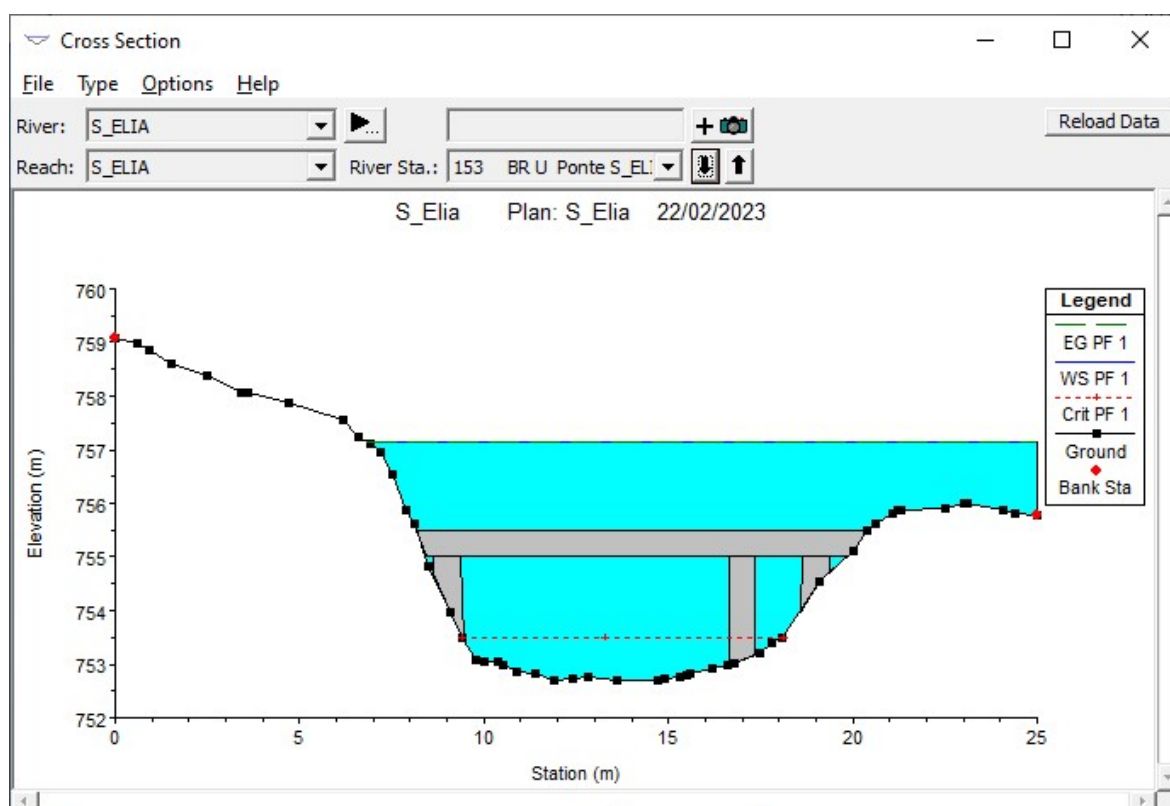 Cross Section
File Type Options Help
River: S_ELIA
Reload Data
Reach: S_ELIA River Sta.: 153 BR U Ponte S_ELI
S_Elia Plan: S_Elia 22/02/2023
760
759
758
757
756
755
754
753
752
Elevation (m)
0 5 10 15 20 25
Station (m)
Legend
EG PF 1
WS PF 1
Crit PF 1
Ground
Bank Sta